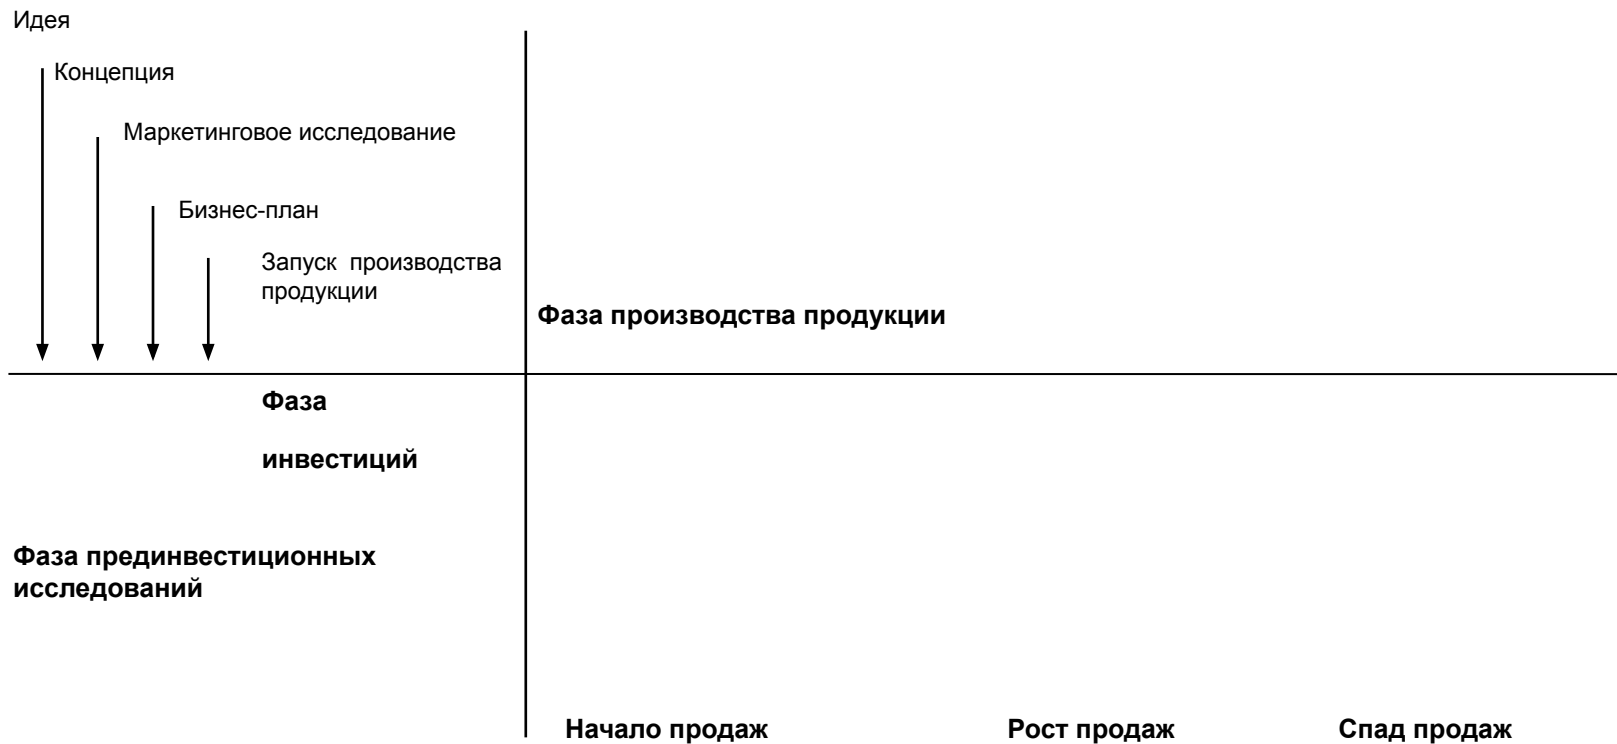 Идея
Концепция
Маркетинговое исследование
Бизнес-план
Запуск производства
продукции
Фаза производства продукции
Фаза
инвестиций
Фаза прединвестиционных
исследований
Начало продаж
Рост продаж
Спад продаж